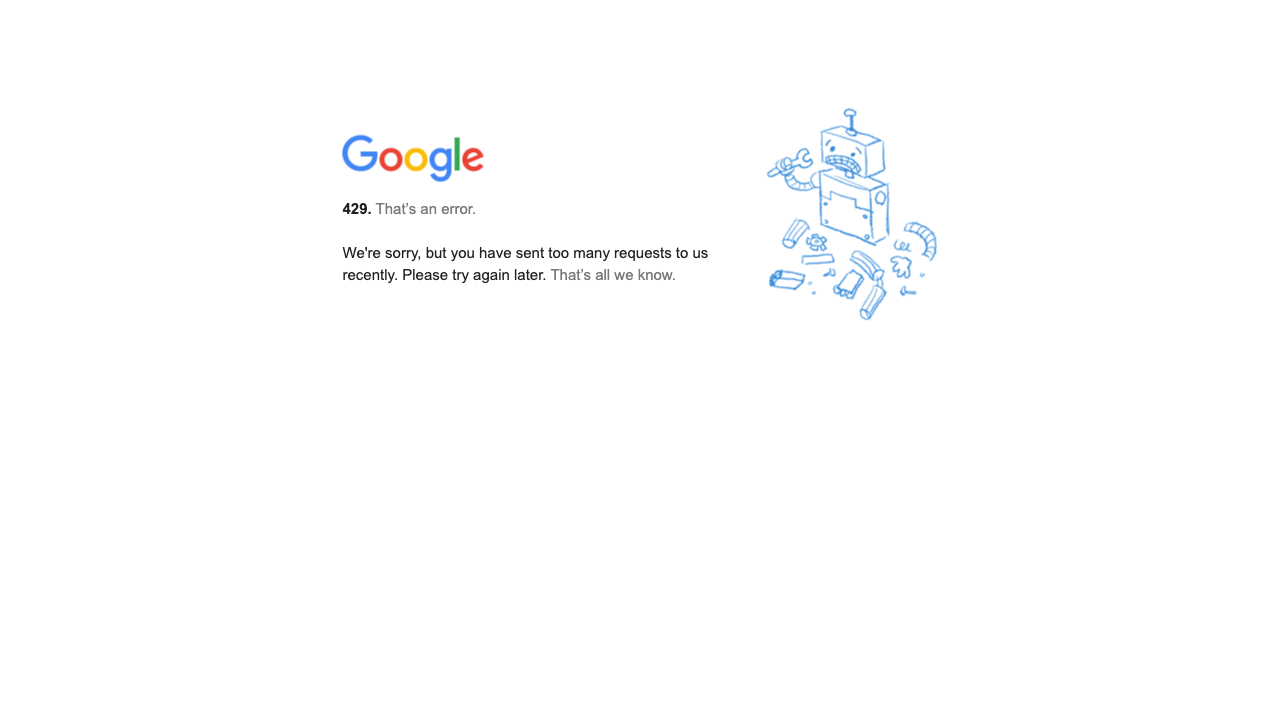 Google
429. That’s an error.
We're sorry, but you have sent too many requests to us
recently. Please try again later. That’s all we know.